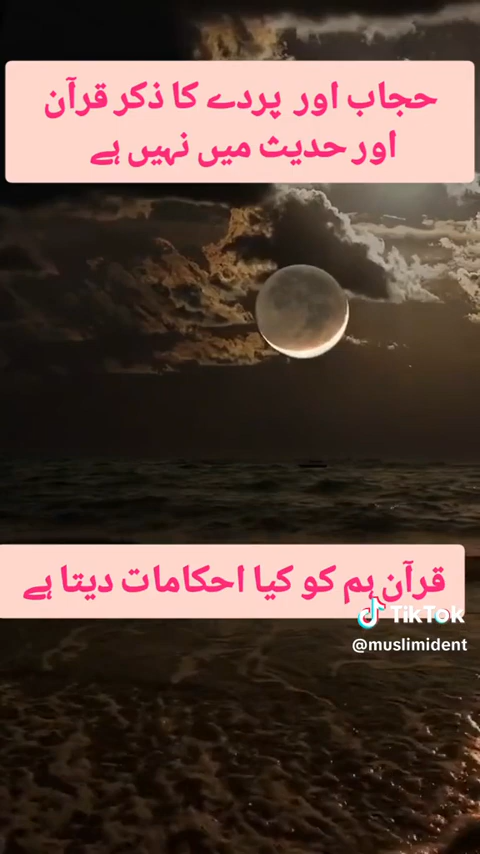 حجاب اور پردے کا ذکر قرآن
اور حدیث میں نہیں ہے
قرآن ہم کو کیا احکامات دیتا ہے
TikTok
@muslimident